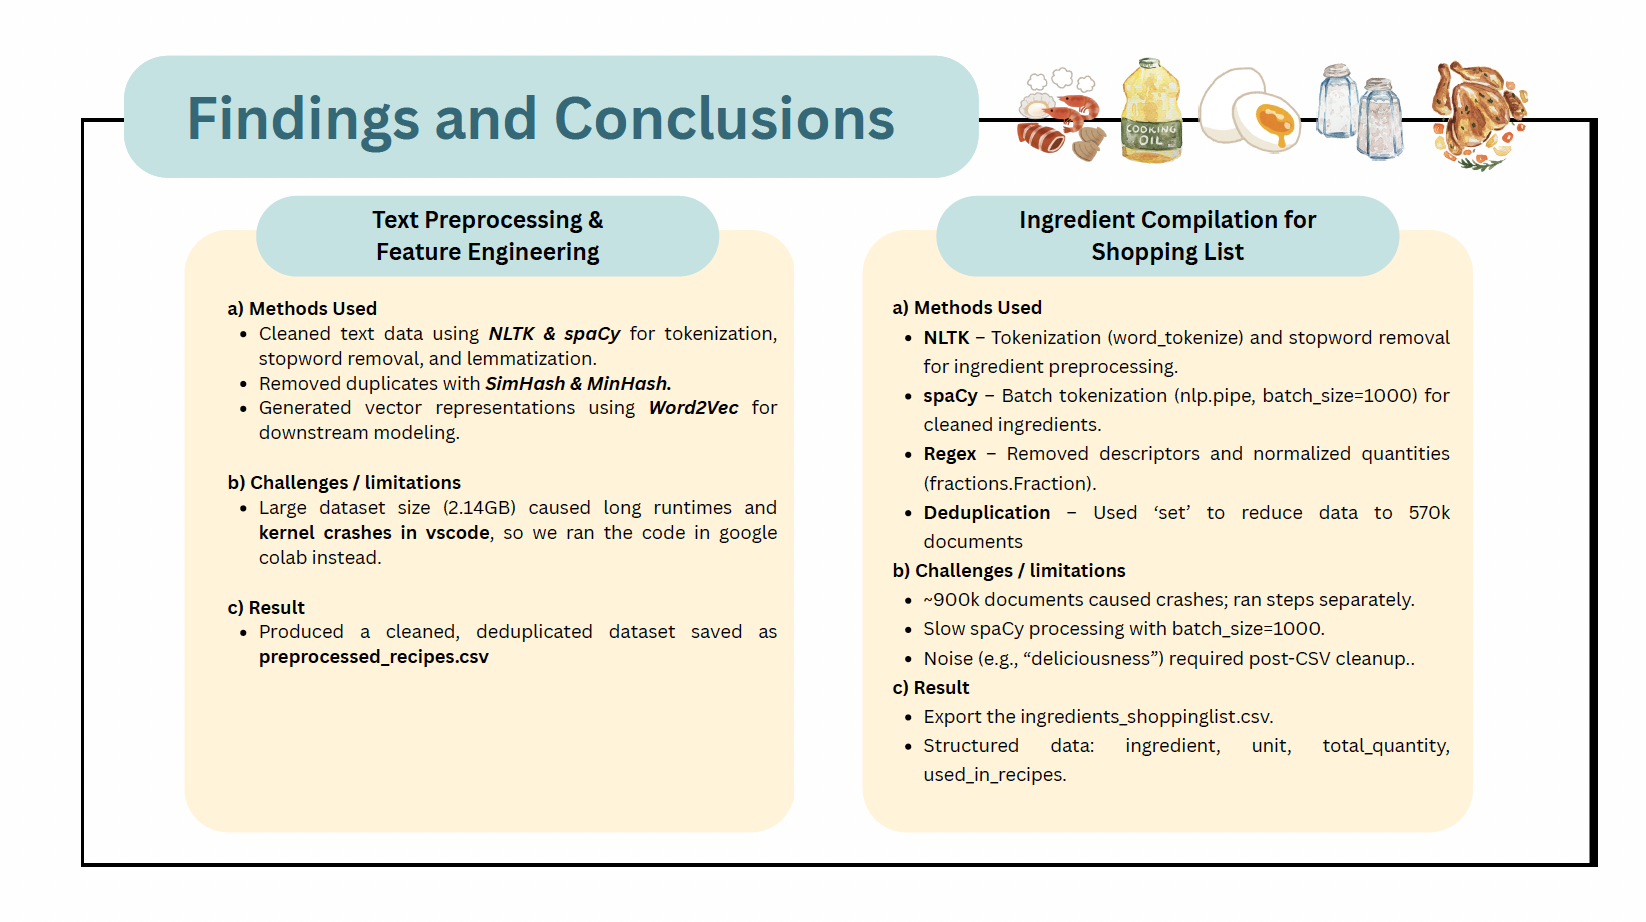 Findings and Conclusions
COOKING
OIL
Text Preprocessing &
Feature Engineering
a) Methods Used
• Cleaned text data using NLTK & spaCy for tokenization,
stopword removal, and lemmatization.
• Removed duplicates with SimHash & MinHash.
• Generated vector representations using Word2Vec for
downstream modeling.
b) Challenges / limitations
• Large dataset size (2.14GB) caused long runtimes and
kernel crashes in vscode, so we ran the code in google
colab instead.
c) Result
• Produced a cleaned, deduplicated dataset saved as
preprocessed_recipes.csv
Ingredient Compilation for
Shopping List
a) Methods Used
• NLTK – Tokenization (word_tokenize) and stopword removal
for ingredient preprocessing.
• spaCy – Batch tokenization (nlp.pipe, batch_size=1000) for
cleaned ingredients.
• Regex – Removed descriptors and normalized quantities
(fractions.Fraction).
• Deduplication – Used ‘set’ to reduce data to 570k
documents
b) Challenges / limitations
• ~900k documents caused crashes; ran steps separately.
• Slow spaCy processing with batch_size=1000.
• Noise (e.g., “deliciousness”) required post-CSV cleanup..
c) Result
• Export the ingredients_shoppinglist.csv.
• Structured data: ingredient, unit, total_quantity,
used_in_recipes.